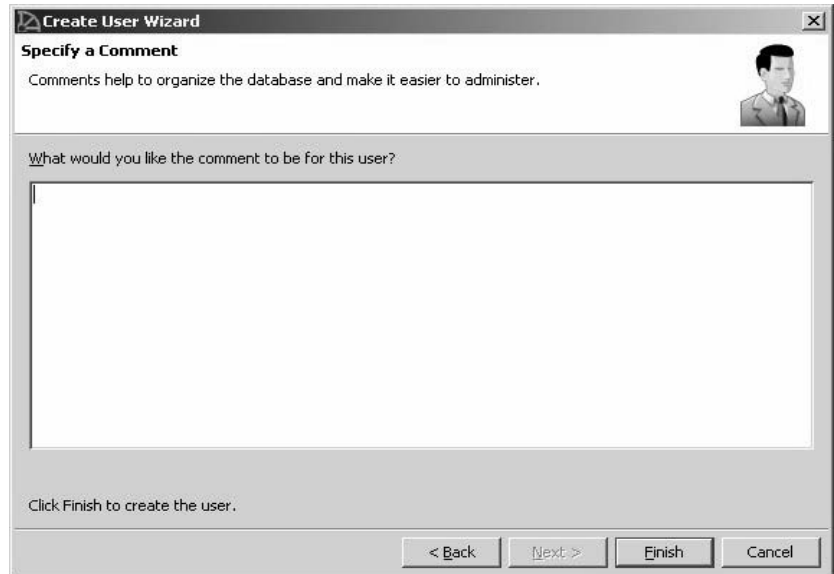 Create User Wizard
Specify a Comment
Comments help to organize the database and make it easier to administer.
What would you like the comment to be for this user?
Click Finish to create the user.
< Back Next > Finish Cancel